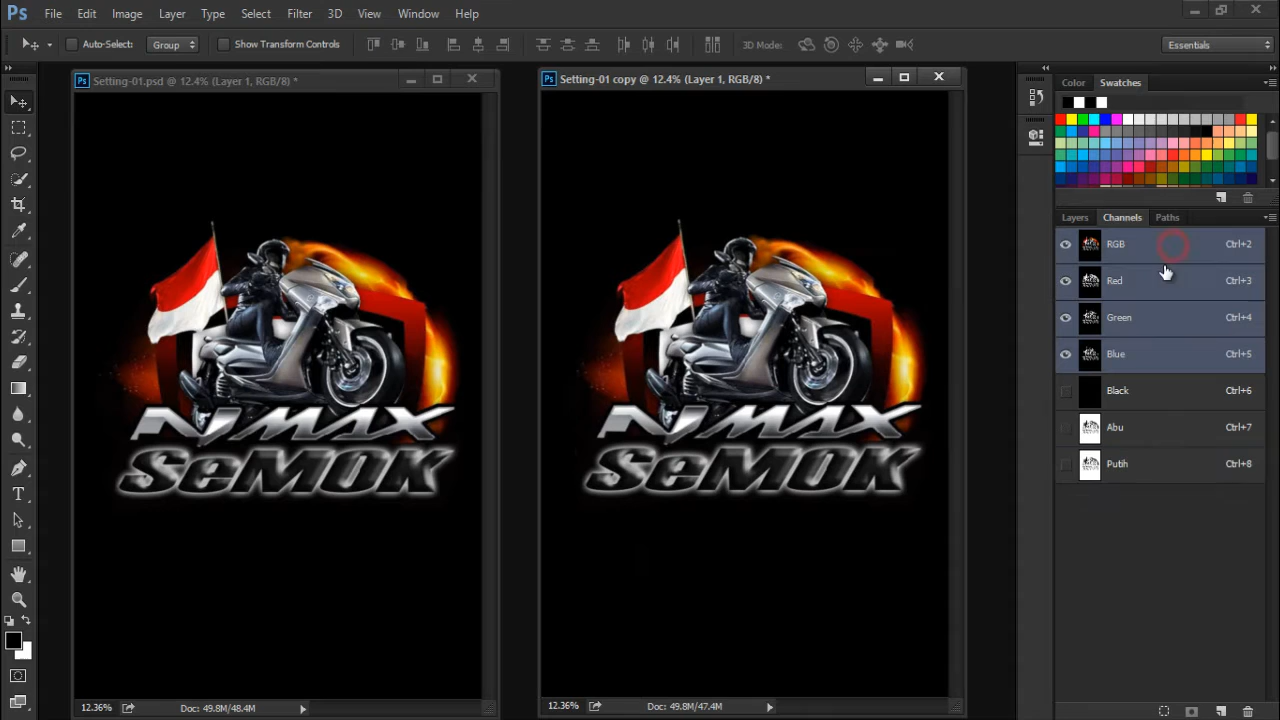 Ps File Edit Image Layer Type Select Filter 3D View Window Help
Auto-Select: Group Show Transform Controls 3D Mode: Essentials
Ps Setting-01.psd @ 12.4% (Layer 1, RGB/8) *
Ps Setting-01 copy @ 12.4% (Layer 1, RGB/8) *
Color Swatches
Layers Channels Paths
RGB Ctrl+2
Red Ctrl+3
Green Ctrl+4
Blue Ctrl+5
Black Ctrl+6
Abu Ctrl+7
Putih Ctrl+8
NMAX
SeMOK
NMAX
SeMOK
12.36% Doc: 49.8M/48.4M
12.36% Doc: 49.8M/47.4M